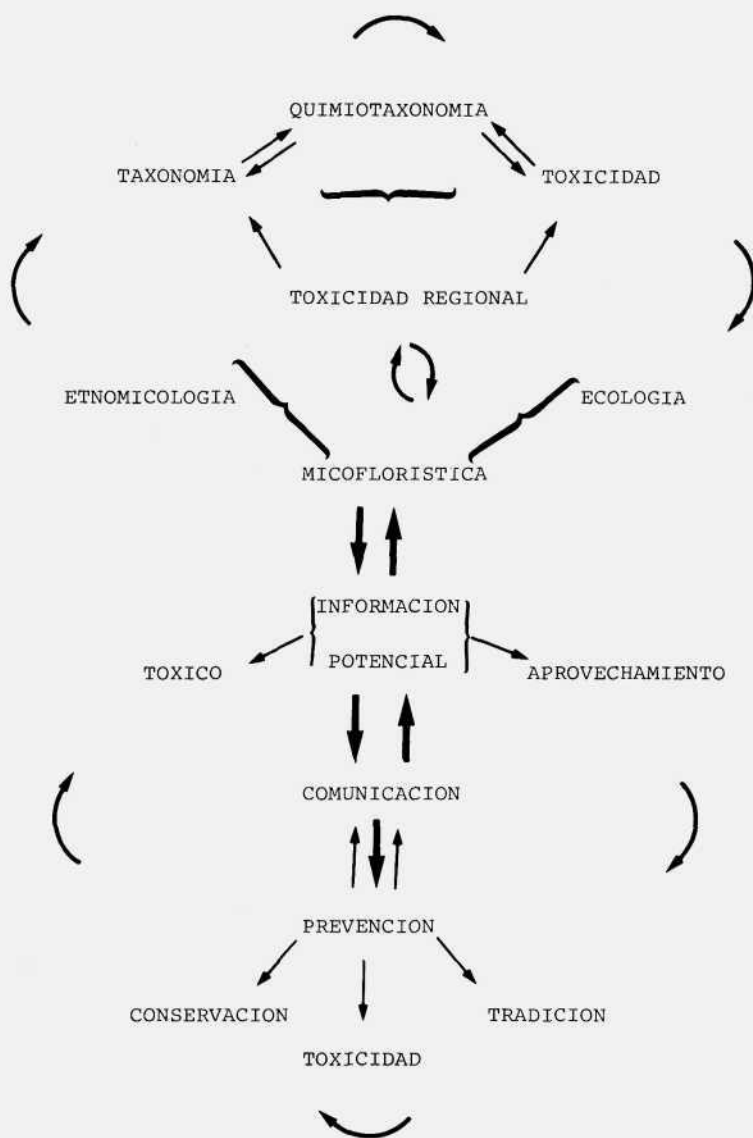 QUIMIOTAXONOMIA
TAXONOMIA
TOXICIDAD
TOXICIDAD REGIONAL
ETNOMICOLOGIA
ECOLOGIA
MICOFLORISTICA
INFORMACION
POTENCIAL
TOXICO
APROVECHAMIENTO
COMUNICACION
PREVENCION
CONSERVACION
TRADICION
TOXICIDAD